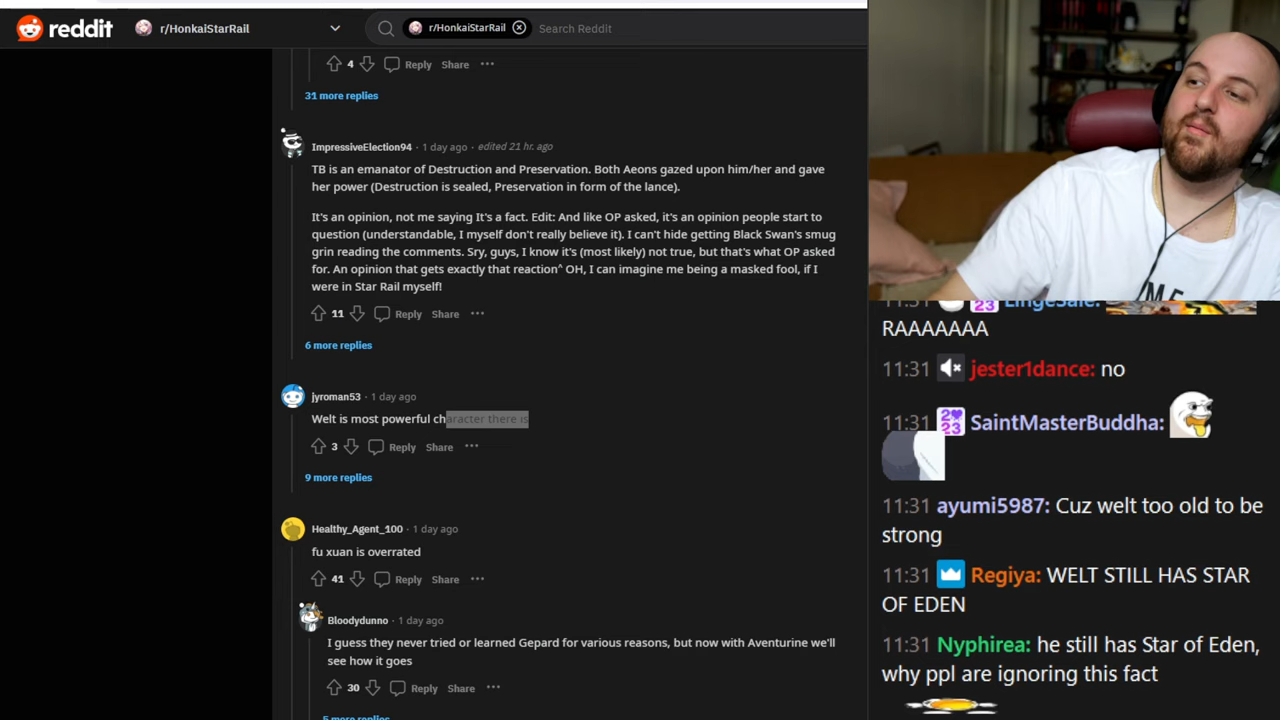 reddit
r/HonkaiStarRail
r/HonkaiStarRail
Search Reddit
4 Reply Share
31 more replies
ImpressiveElection94 · 1 day ago · edited 21 hr. ago
TB is an emanator of Destruction and Preservation. Both Aeons gazed upon him/her and gave
her power (Destruction is sealed, Preservation in form of the lance).
It's an opinion, not me saying It's a fact. Edit: And like OP asked, it's an opinion people start to
question (understandable, I myself don't really believe it). I can't hide getting Black Swan's smug
grin reading the comments. Sry, guys, I know it's (most likely) not true, but that's what OP asked
for. An opinion that gets exactly that reaction^ OH, I can imagine me being a masked fool, if I
were in Star Rail myself!
11 Reply Share
6 more replies
jyroman53 · 1 day ago
Welt is most powerful character there is
3 Reply Share
9 more replies
Healthy_Agent_100 · 1 day ago
fu xuan is overrated
41 Reply Share
Bloodydunno · 1 day ago
I guess they never tried or learned Gepard for various reasons, but now with Aventurine we'll
see how it goes
30 Reply Share
5 more replies
ME
11:31 23
RAAAAAAA
11:31 jester1dance: no
11:31 2023 SaintMasterBuddha:
11:31 ayumi5987: Cuz welt too old to be
strong
11:31 Regiya: WELT STILL HAS STAR
OF EDEN
11:31 Nyphirea: he still has Star of Eden,
why ppl are ignoring this fact